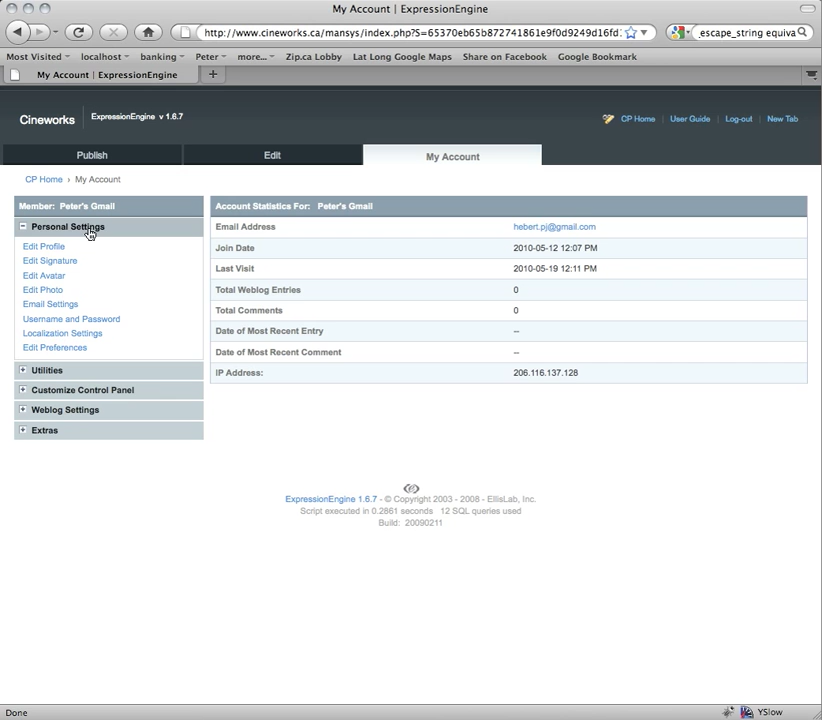 My Account | ExpressionEngine
http://www.cineworks.ca/mansys/index.php?S=65370eb65b872741861e9f0d9249d16fd: _escape_string equiva
Most Visited localhost banking Peter more... Zip.ca Lobby Lat Long Google Maps Share on Facebook Google Bookmark
My Account | ExpressionEngine +
Cineworks ExpressionEngine v 1.6.7 CP Home | User Guide | Log-out | New Tab
Publish Edit My Account
CP Home › My Account
Member: Peter's Gmail Account Statistics For: Peter's Gmail
Personal Settings Email Address hebert.pj@gmail.com
Edit Profile Join Date 2010-05-12 12:07 PM
Edit Signature
Edit Avatar Last Visit 2010-05-19 12:11 PM
Edit Photo Total Weblog Entries 0
Email Settings Total Comments 0
Username and Password
Localization Settings Date of Most Recent Entry --
Edit Preferences Date of Most Recent Comment --
Utilities IP Address: 206.116.137.128
Customize Control Panel
Weblog Settings
Extras
ExpressionEngine 1.6.7 - © Copyright 2003 - 2008 - EllisLab, Inc.
Script executed in 0.2861 seconds 12 SQL queries used
Build: 20090211
Done YSlow